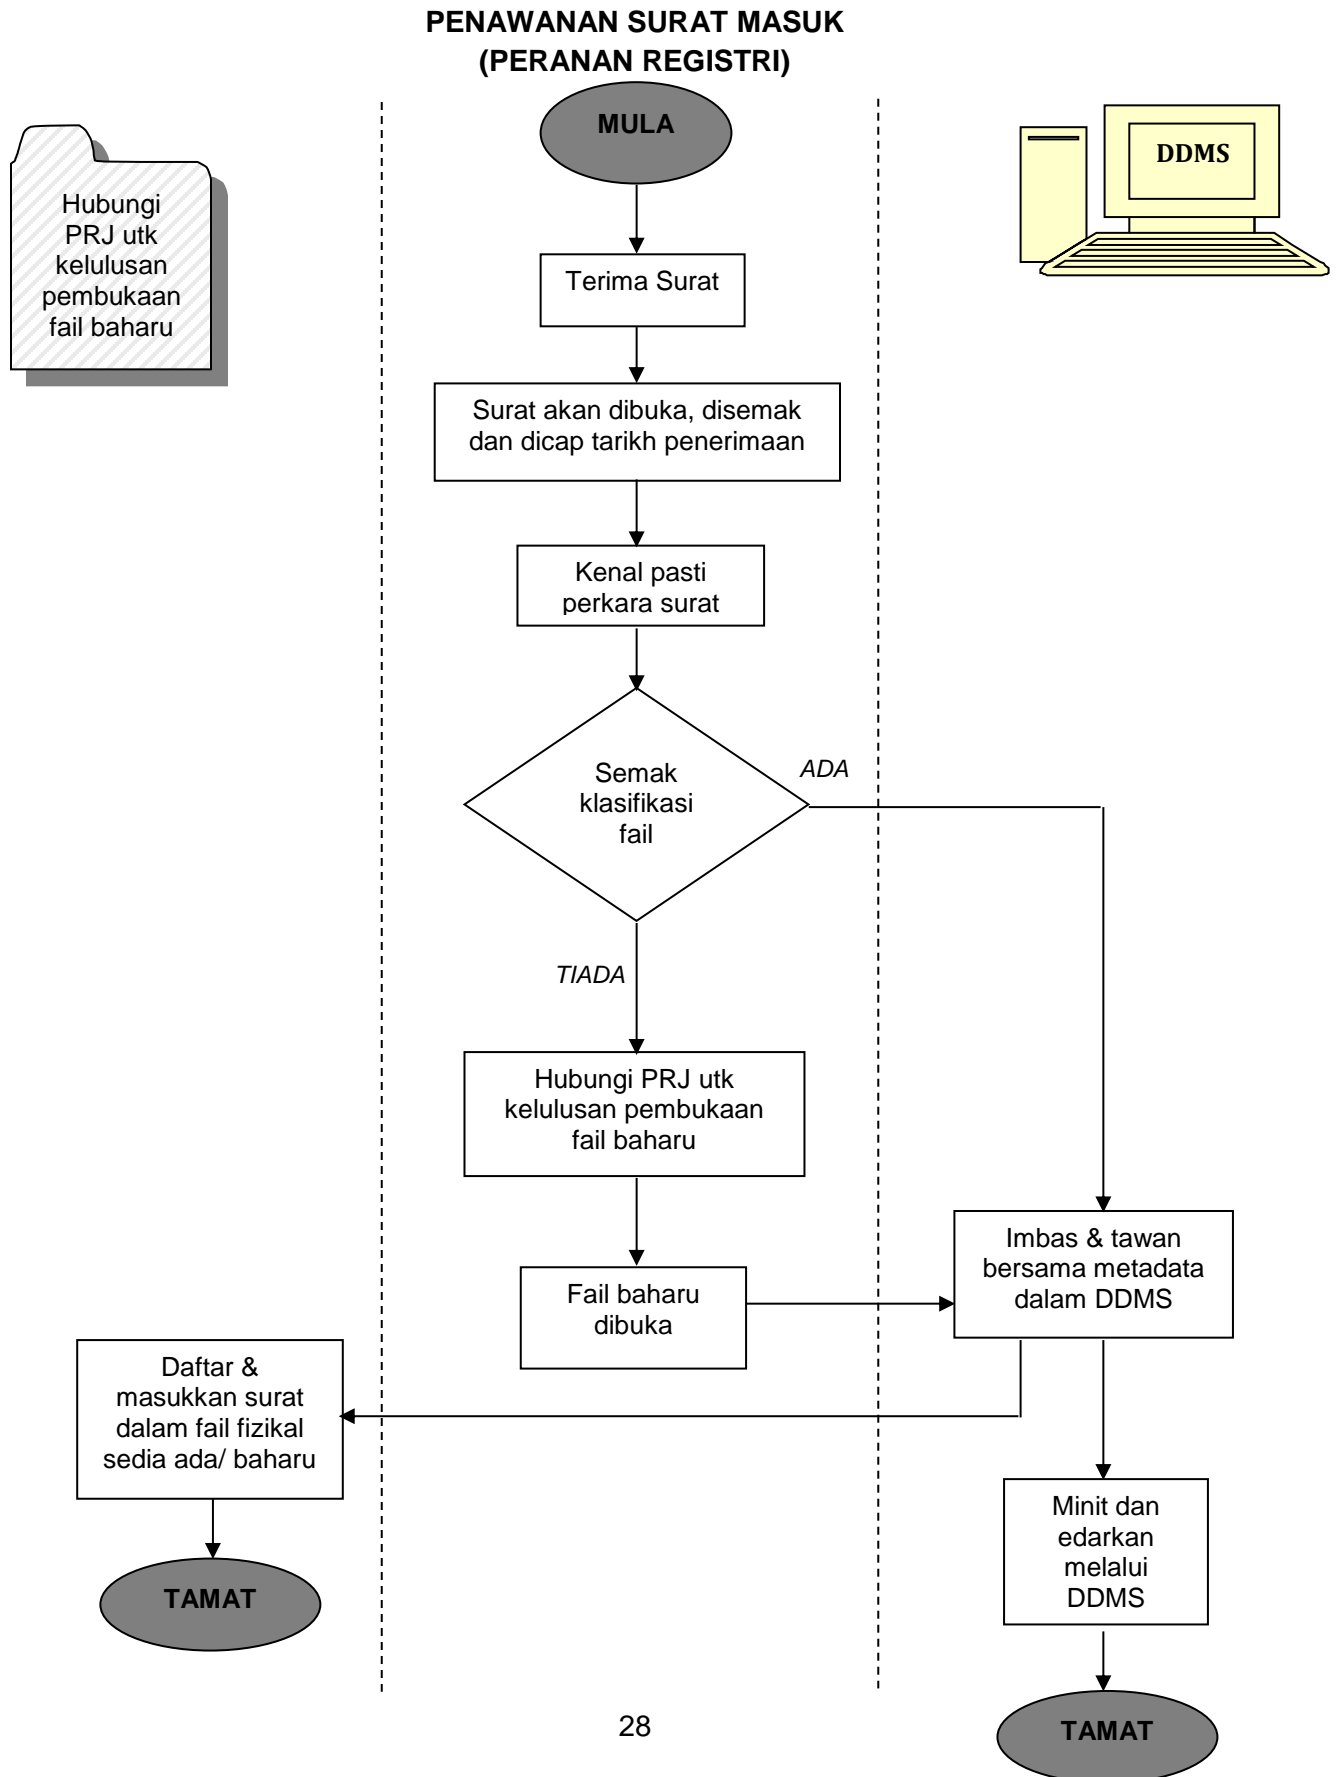 PENAWANAN SURAT MASUK
(PERANAN REGISTRI)
MULA
DDMS
Hubungi
PRJ utk
kelulusan
pembukaan
fail baharu
Terima Surat
Surat akan dibuka, disemak
dan dicap tarikh penerimaan
Kenal pasti
perkara surat
Semak
klasifikasi
fail
ADA
TIADA
Hubungi PRJ utk
kelulusan pembukaan
fail baharu
Fail baharu
dibuka
Imbas & tawan
bersama metadata
dalam DDMS
Daftar &
masukkan surat
dalam fail fizikal
sedia ada/ baharu
Minit dan
edarkan
melalui
DDMS
TAMAT
TAMAT
28